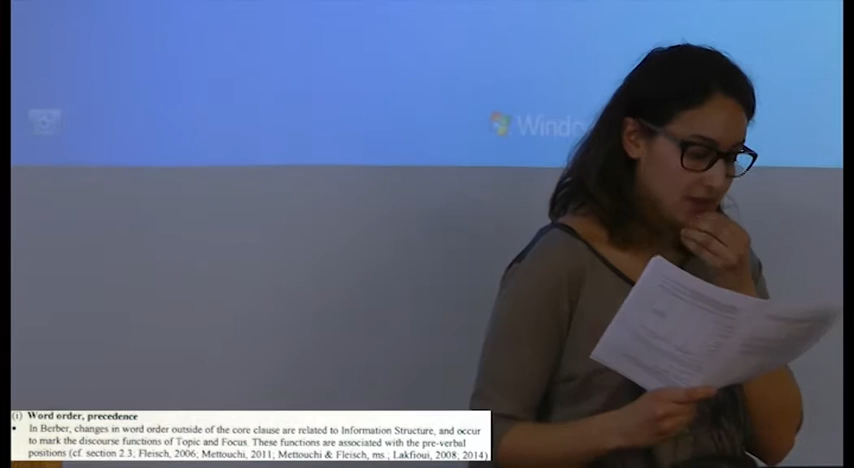 Windo
(i) Word order, precedence
• In Berber, changes in word order outside of the core clause are related to Information Structure, and occur
to mark the discourse functions of Topic and Focus. These functions are associated with the pre-verbal
positions (cf. section 2.3; Fleisch, 2006; Mettouchi, 2011; Mettouchi & Fleisch, ms.; Lakfioui, 2008, 2014)